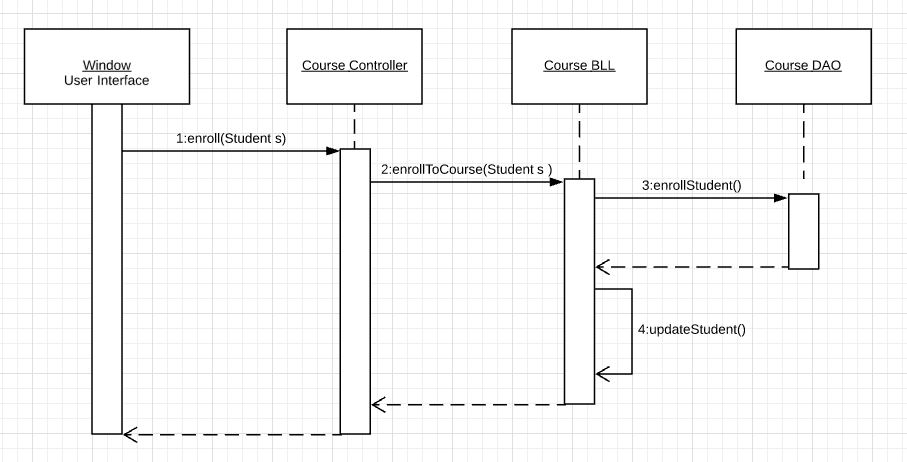 Window
User Interface
Course Controller
Course BLL
Course DAO
1:enroll(Student s)
2:enrollToCourse(Student s )
3:enrollStudent()
4:updateStudent()